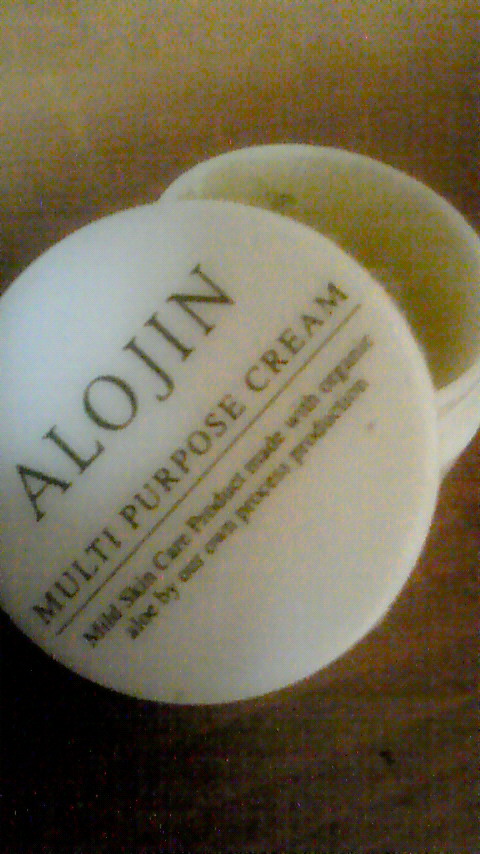 ALOJIN
MULTI PURPOSE CREAM
Mild Skin Care Product made with organic
aloe by our own process production